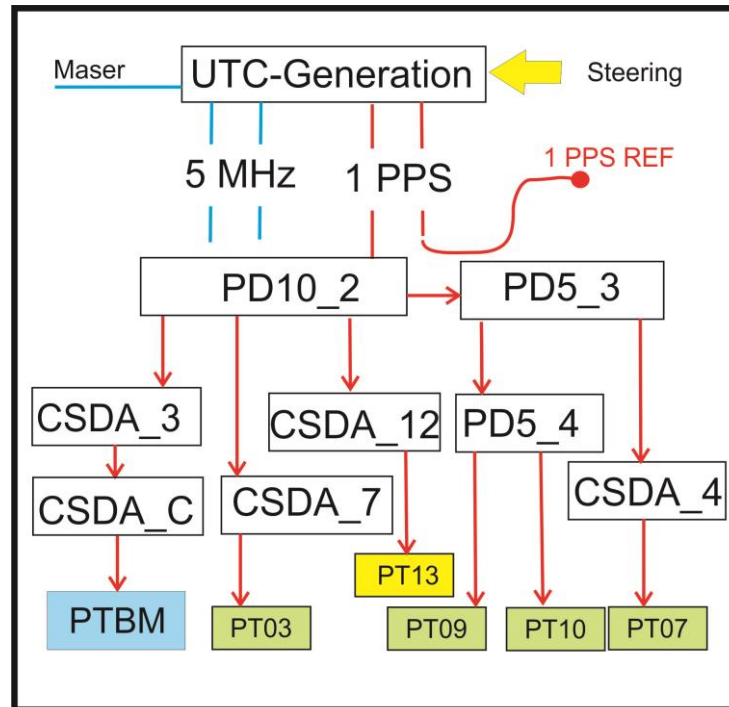 Maser
UTC-Generation
Steering
5 MHz
1 PPS
1 PPS REF
PD10_2
PD5_3
CSDA_3
CSDA_12
PD5_4
CSDA_C
CSDA_7
CSDA_4
PT13
PTBM
PT03
PT09
PT10
PT07